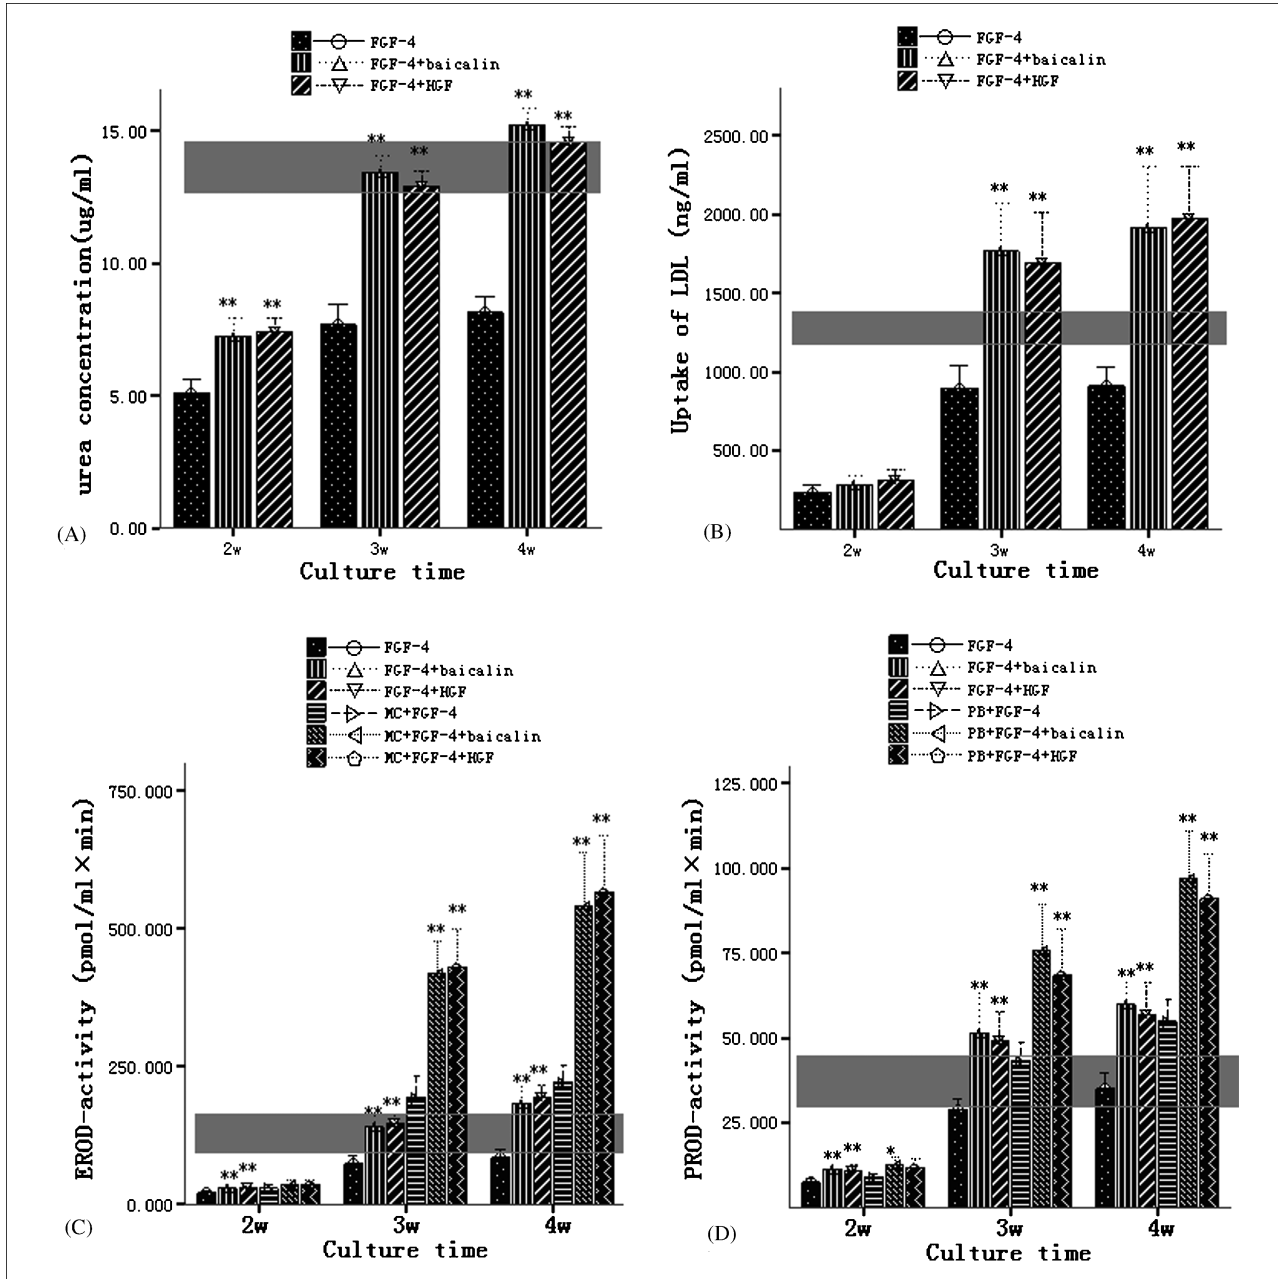 FGF-4
FGF-4+baicalin
FGF-4+HGF
** ** ** ** ** **
15.00
10.00
5.00
0.00
urea concentration(ug/ml)
2w 3w 4w
Culture time
(A)
FGF-4
FGF-4+baicalin
FGF-4+HGF
** ** ** **
2500.00
2000.00
1500.00
1000.00
500.00
Uptake of LDL (ng/ml)
2w 3w 4w
Culture time
(B)
FGF-4
FGF-4+baicalin
FGF-4+HGF
MC+FGF-4
MC+FGF-4+baicalin
MC+FGF-4+HGF
** ** ** ** ** ** ** ** ** **
750.000
500.000
250.000
0.000
EROD-activity (pmol/ml×min)
2w 3w 4w
Culture time
(C)
FGF-4
FGF-4+baicalin
FGF-4+HGF
PB+FGF-4
PB+FGF-4+baicalin
PB+FGF-4+HGF
** ** * ** ** ** ** ** ** ** **
125.000
100.000
75.000
50.000
25.000
PROD-activity (pmol/ml×min)
2w 3w 4w
Culture time
(D)